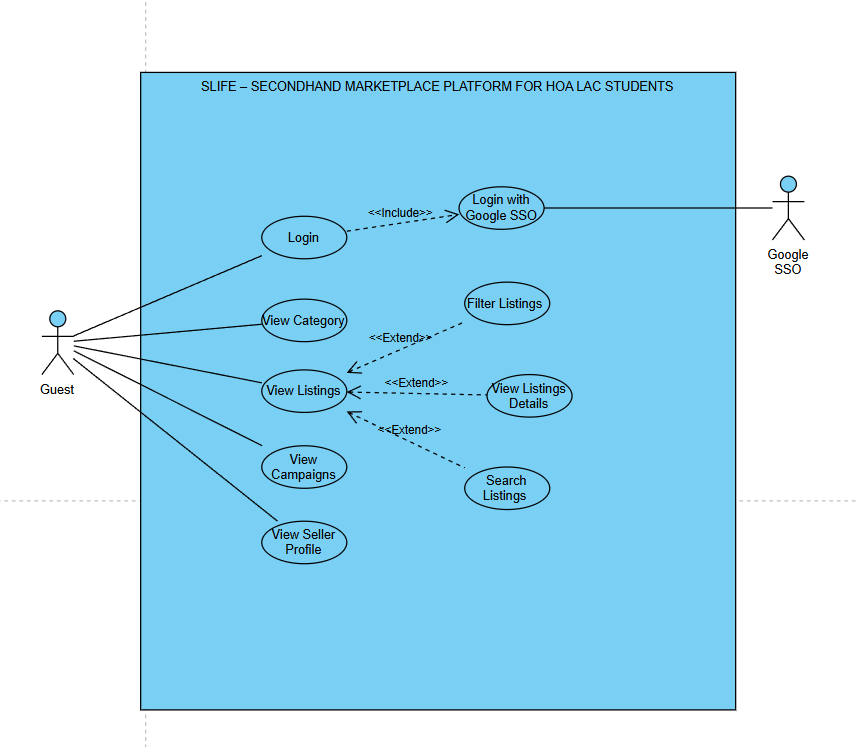 SLIFE – SECONDHAND MARKETPLACE PLATFORM FOR HOA LAC STUDENTS
Login with
Google SSO
<<Include>>
Login
Google
SSO
Filter Listings
View Category
<<Extend>>
Guest
View Listings
<<Extend>>
View Listings
Details
<<Extend>>
View
Campaigns
Search
Listings
View Seller
Profile